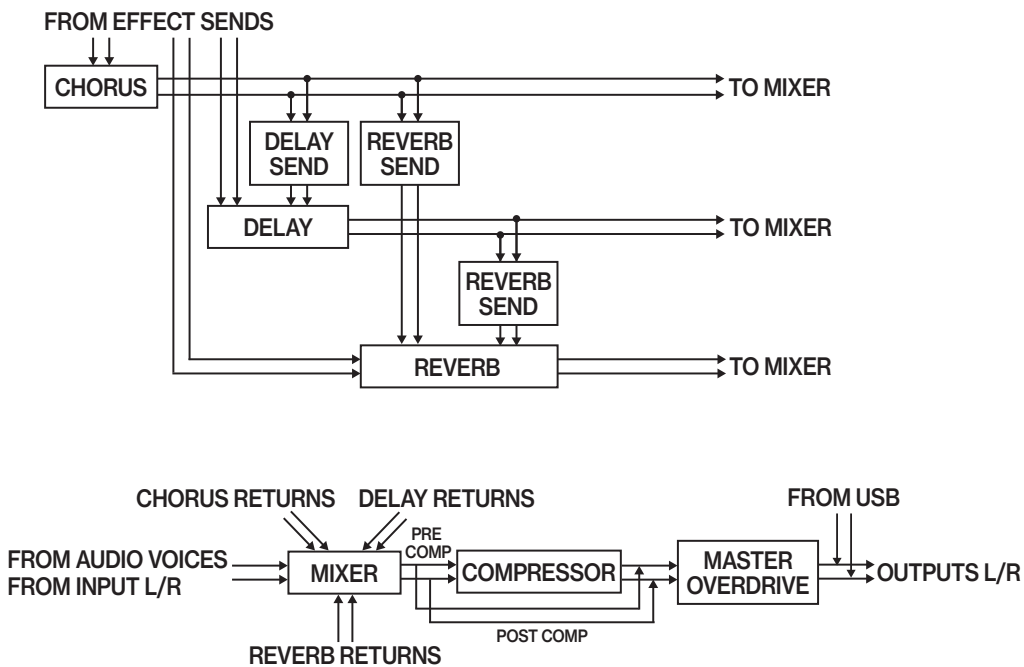 FROM EFFECT SENDS
CHORUS
TO MIXER
DELAY
SEND
REVERB
SEND
DELAY
TO MIXER
REVERB
SEND
REVERB
TO MIXER
CHORUS RETURNS
DELAY RETURNS
FROM USB
PRE
COMP
FROM AUDIO VOICES
FROM INPUT L/R
MIXER
COMPRESSOR
MASTER
OVERDRIVE
OUTPUTS L/R
POST COMP
REVERB RETURNS